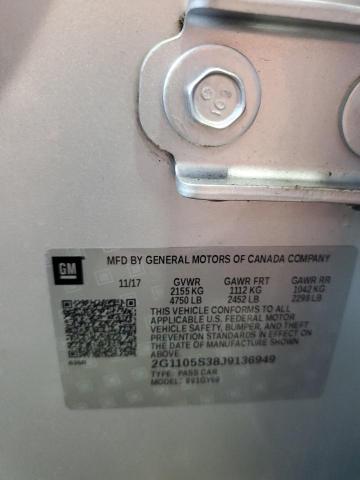 GM
MFD BY GENERAL MOTORS OF CANADA COMPANY
11/17 GVWR GAWR FRT GAWR RR
2155 KG 1112 KG 1042 KG
4750 LB 2452 LB 2298 LB
THIS VEHICLE CONFORMS TO ALL APPLICABLE
U.S. FEDERAL MOTOR VEHICLE
SAFETY, BUMPER, AND THEFT
PREVENTION STANDARDS IN EFFECT
ON THE DATE OF MANUFACTURE SHOWN
ABOVE.
2G1105S38J9136949
TYPE: PASS CAR
MODEL: